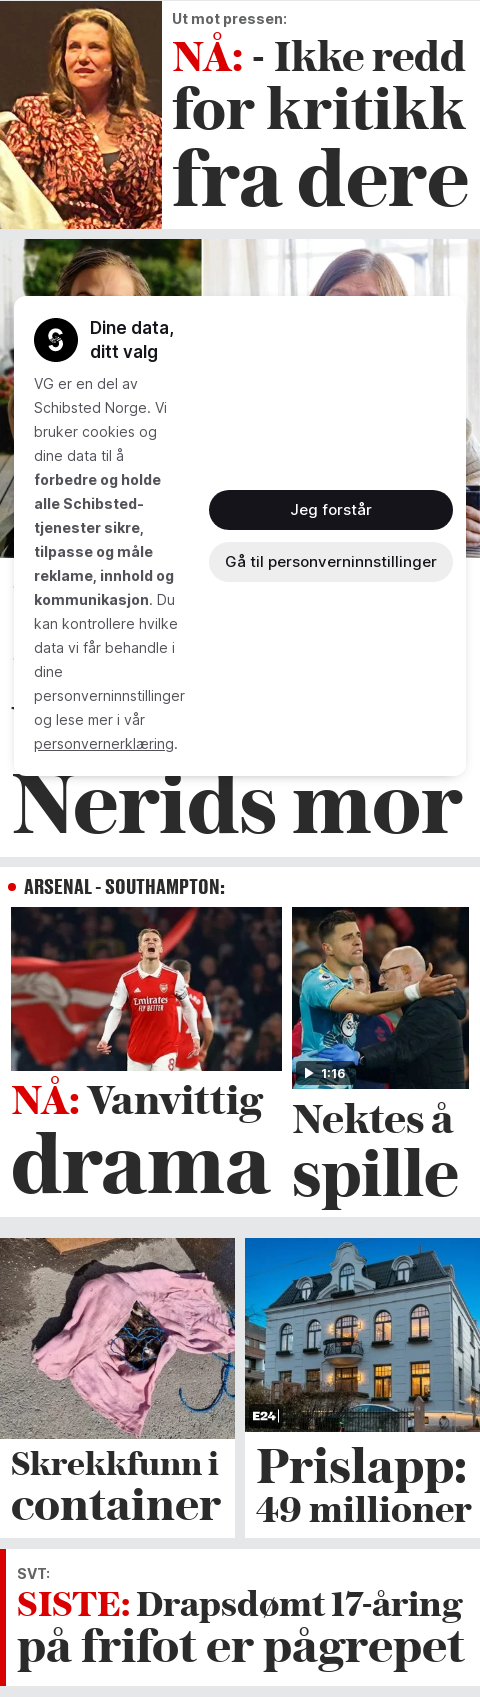 Ut mot pressen:
NÅ: - Ikke redd
for kritikk
fra dere
Dine data,
ditt valg
VG er en del av
Schibsted Norge. Vi
bruker cookies og
dine data til å
forbedre og holde
alle Schibsted-
tjenester sikre,
tilpasse og måle
reklame, innhold og
kommunikasjon. Du
kan kontrollere hvilke
data vi får behandle i
dine
personverninnstillinger
og lese mer i vår
personvernerklæring.
Jeg forstår
Gå til personverninnstillinger
Nerids mor
ARSENAL - SOUTHAMPTON:
Emirates
FLY BETTER
8
1:16
NÅ: Vanvittig
drama
Nektes å
spille
E24
Skrekkfunn i
container
Prislapp:
49 millioner
SVT:
SISTE: Drapsdømt 17-åring
på frifot er pågrepet